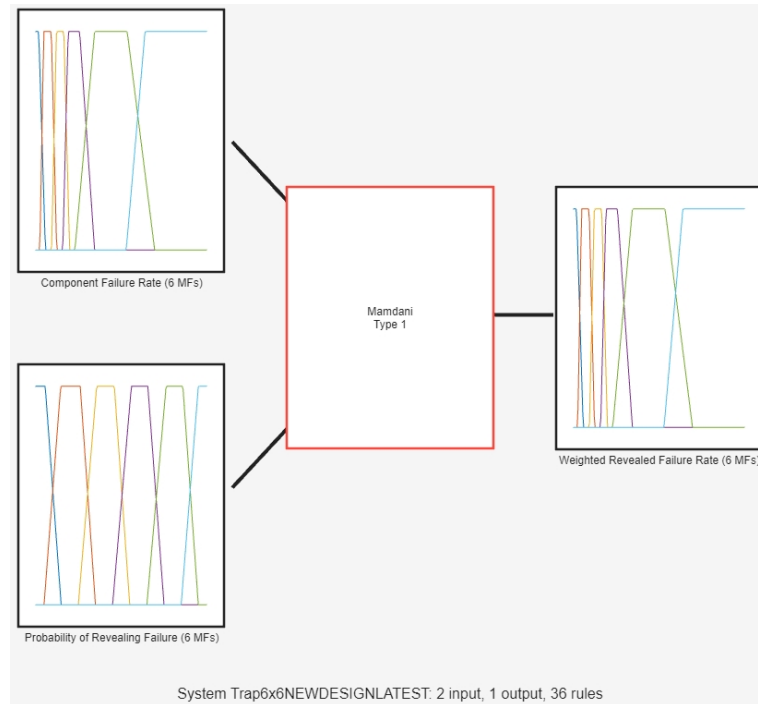 Component Failure Rate (6 MFs)
Mamdani
Type 1
Weighted Revealed Failure Rate (6 MFs)
Probability of Revealing Failure (6 MFs)
System Trap6x6NEWDESIGNLATEST: 2 input, 1 output, 36 rules